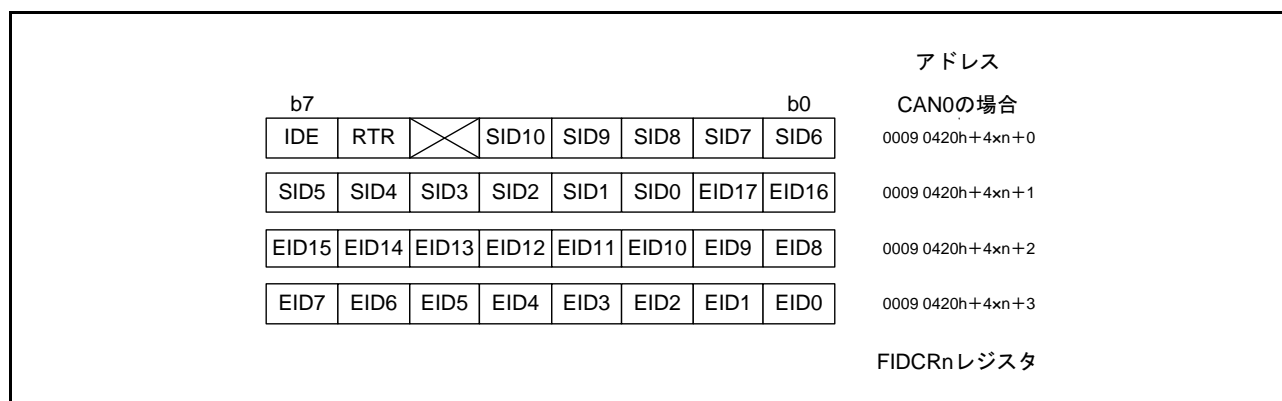 アドレス
b7 b0 CAN0の場合
IDE RTR SID10 SID9 SID8 SID7 SID6 0009 0420h+4×n+0
SID5 SID4 SID3 SID2 SID1 SID0 EID17 EID16 0009 0420h+4×n+1
EID15 EID14 EID13 EID12 EID11 EID10 EID9 EID8 0009 0420h+4×n+2
EID7 EID6 EID5 EID4 EID3 EID2 EID1 EID0 0009 0420h+4×n+3
FIDCRnレジスタ